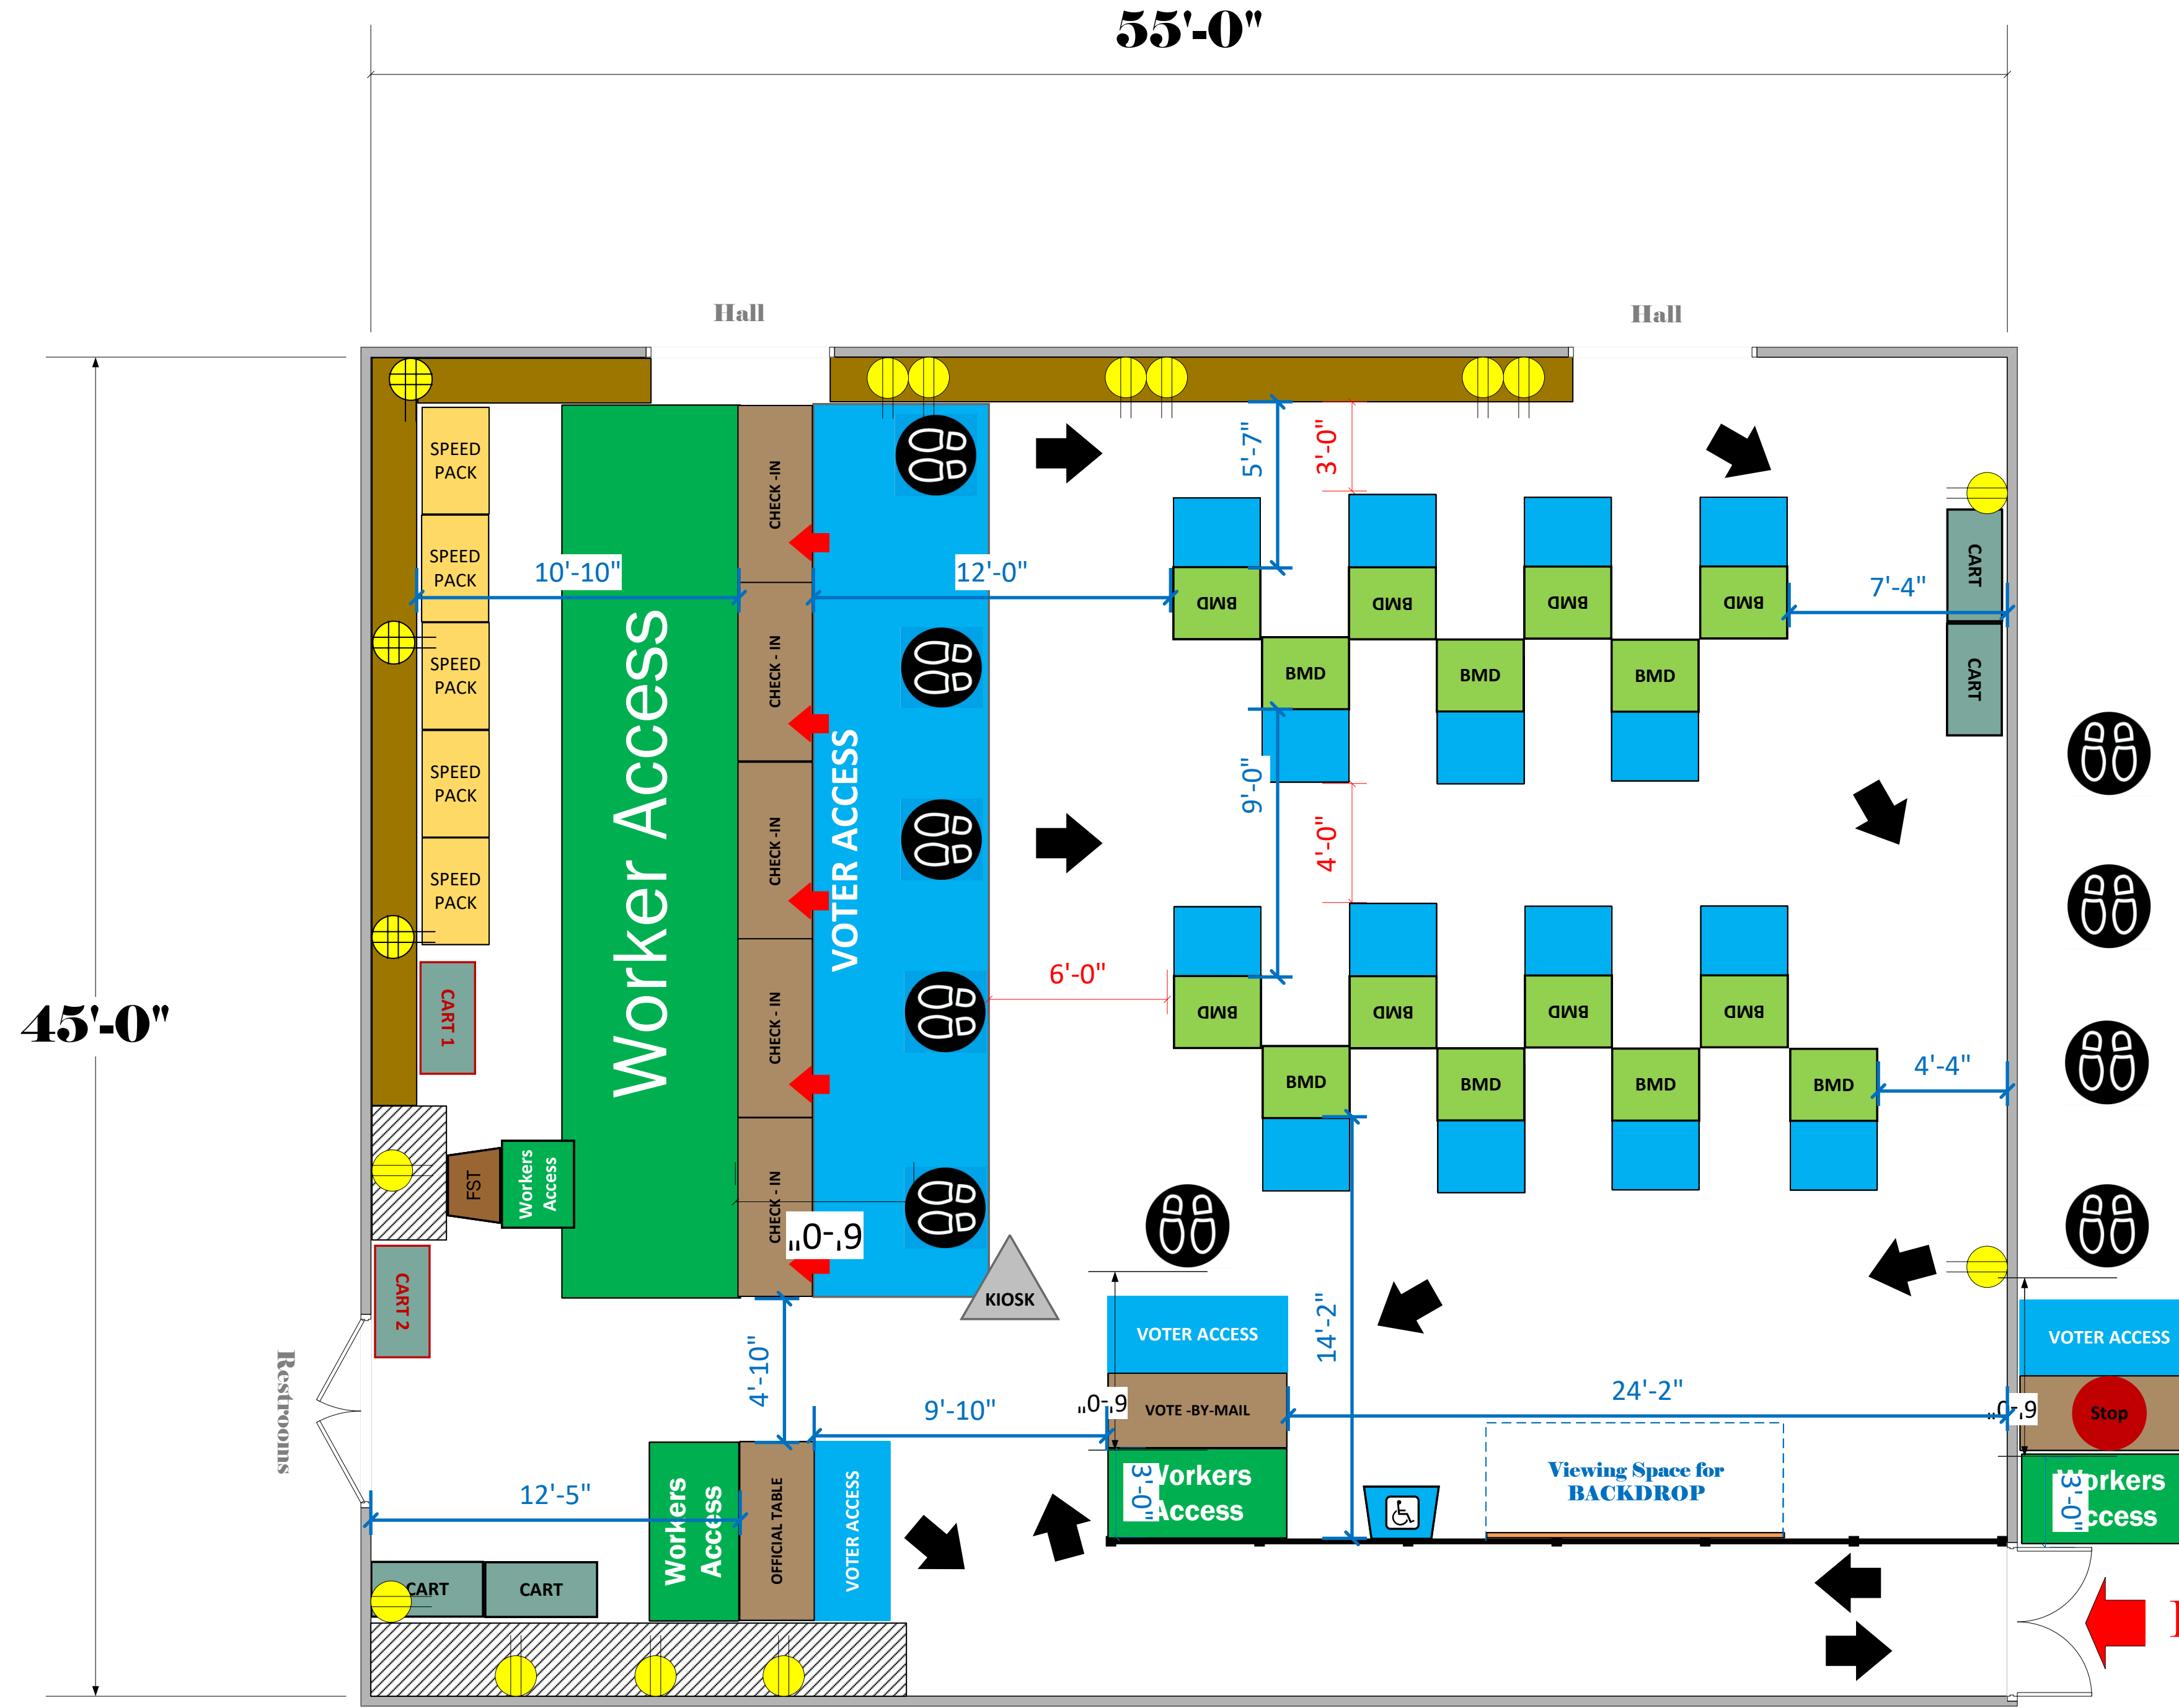 55'-0"
Hall
Hall
SPEED
PACK
CHECK -IN
5'-7"
3'-0"
SPEED
PACK
10'-10"
12'-0"
CART
7'-4"
BMD
BMD
BMD
BMD
SPEED
PACK
Worker Access
CHECK - IN
BMD
BMD
BMD
CART
SPEED
PACK
VOTER ACCESS
9'-0"
SPEED
PACK
CHECK -IN
4'-0"
6'-0"
45'-0"
CART 1
CHECK - IN
BMD
BMD
BMD
BMD
BMD
BMD
BMD
BMD
4'-4"
FST
Workers
Access
CHECK - IN
6'-0"
CART 2
KIOSK
Restrooms
4'-10"
14'-2"
VOTER ACCESS
VOTER ACCESS
9'-10"
6'-0"
VOTE -BY-MAIL
24'-2"
6'-0"
Stop
12'-5"
Workers
Access
OFFICIAL TABLE
VOTER ACCESS
3'-0"
Workers
Access
Viewing Space for
BACKDROP
3'-0"
Workers
Access
CART
CART